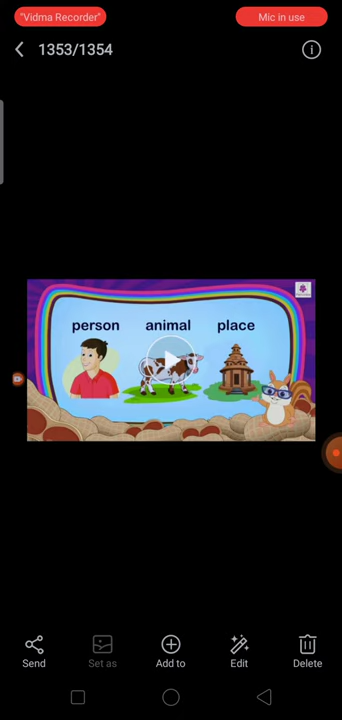 "Vidma Recorder"
Mic in use
1353/1354
person animal place
Send Set as Add to Edit Delete